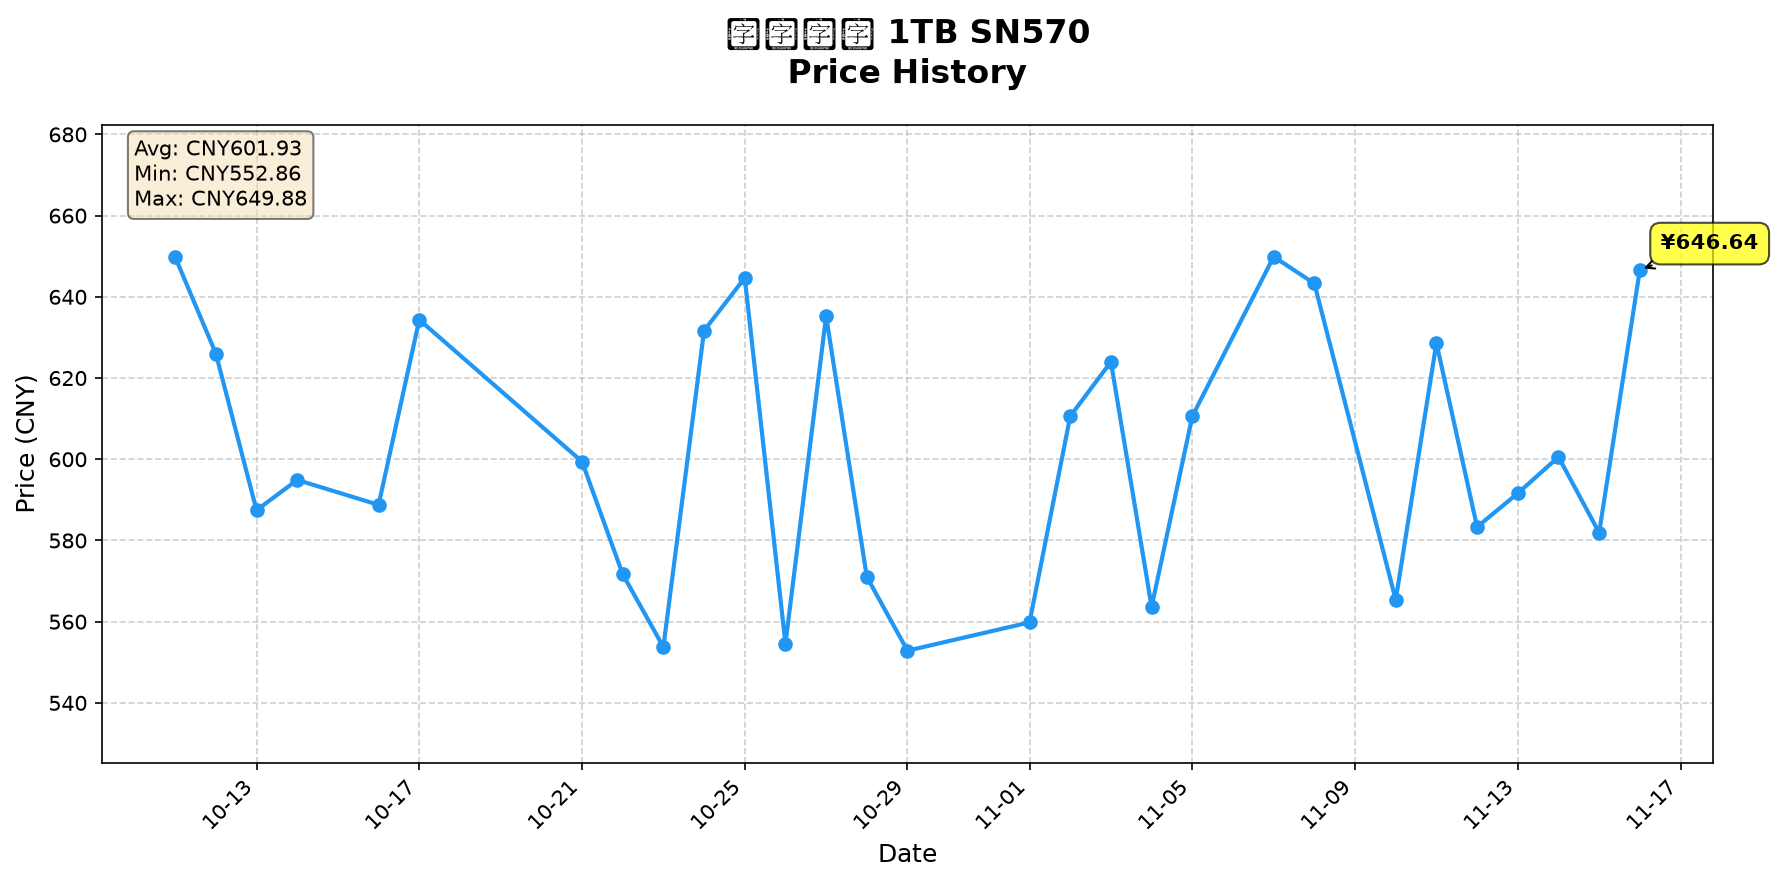 1TB SN570
Price History
Avg: CNY601.93
Min: CNY552.86
Max: CNY649.88
¥646.64
Price (CNY)
680
660
640
620
600
580
560
540
10-13
10-17
10-21
10-25
10-29
11-01
11-05
11-09
11-13
11-17
Date